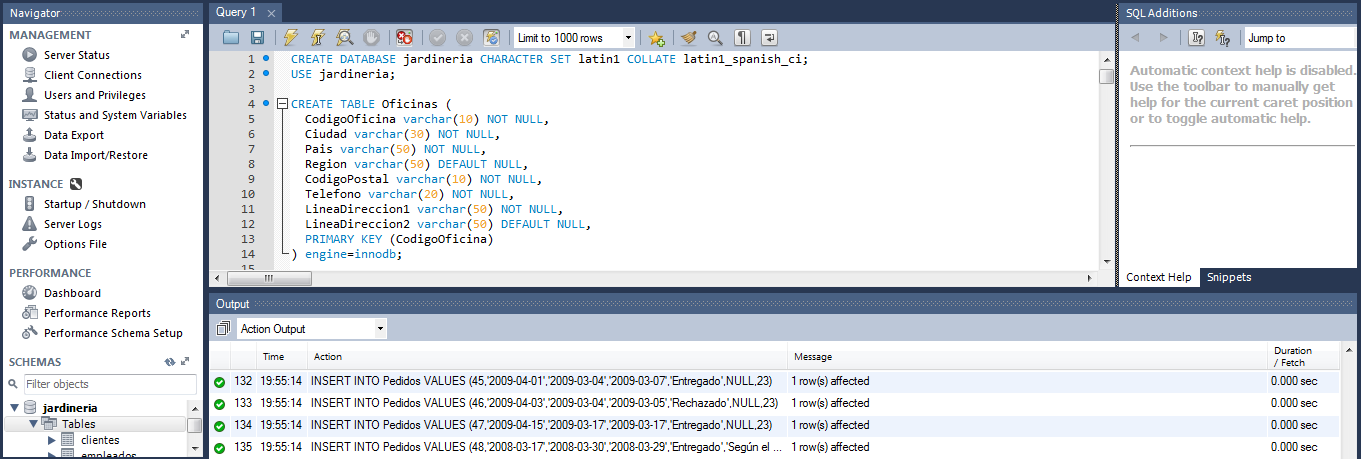 Navigator
MANAGEMENT
Server Status
Client Connections
Users and Privileges
Status and System Variables
Data Export
Data Import/Restore
INSTANCE
Startup / Shutdown
Server Logs
Options File
PERFORMANCE
Dashboard
Performance Reports
Performance Schema Setup
SCHEMAS
Filter objects
jardineria
Tables
clientes
empleados
Query 1
Limit to 1000 rows
1 CREATE DATABASE jardineria CHARACTER SET latin1 COLLATE latin1_spanish_ci;
2 USE jardineria;
3
4 CREATE TABLE Oficinas (
5 CodigoOficina varchar(10) NOT NULL,
6 Ciudad varchar(30) NOT NULL,
7 Pais varchar(50) NOT NULL,
8 Region varchar(50) DEFAULT NULL,
9 CodigoPostal varchar(10) NOT NULL,
10 Telefono varchar(20) NOT NULL,
11 LineaDireccion1 varchar(50) NOT NULL,
12 LineaDireccion2 varchar(50) DEFAULT NULL,
13 PRIMARY KEY (CodigoOficina)
14 ) engine=innodb;
15
SQL Additions
Jump to
Automatic context help is disabled.
Use the toolbar to manually get
help for the current caret position
or to toggle automatic help.
Context Help Snippets
Output
Action Output
Time Action Message Duration / Fetch
132 19:55:14 INSERT INTO Pedidos VALUES (45,'2009-04-01','2009-03-04','2009-03-07','Entregado',NULL,23) 1 row(s) affected 0.000 sec
133 19:55:14 INSERT INTO Pedidos VALUES (46,'2009-04-03','2009-03-04','2009-03-05','Rechazado',NULL,23) 1 row(s) affected 0.000 sec
134 19:55:14 INSERT INTO Pedidos VALUES (47,'2009-04-15','2009-03-17','2009-03-17','Entregado',NULL,23) 1 row(s) affected 0.000 sec
135 19:55:14 INSERT INTO Pedidos VALUES (48,'2008-03-17','2008-03-30','2008-03-29','Entregado','Según el ... 1 row(s) affected 0.000 sec